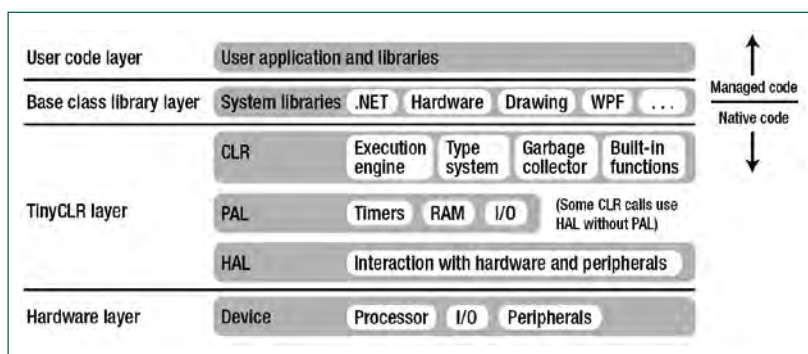 User code layer
User application and libraries
Managed code
Native code
Base class library layer
System libraries .NET Hardware Drawing WPF ...
TinyCLR layer
CLR
Execution engine
Type system
Garbage collector
Built-in functions
PAL
Timers RAM I/O
(Some CLR calls use
HAL without PAL)
HAL
Interaction with hardware and peripherals
Hardware layer
Device
Processor I/O Peripherals